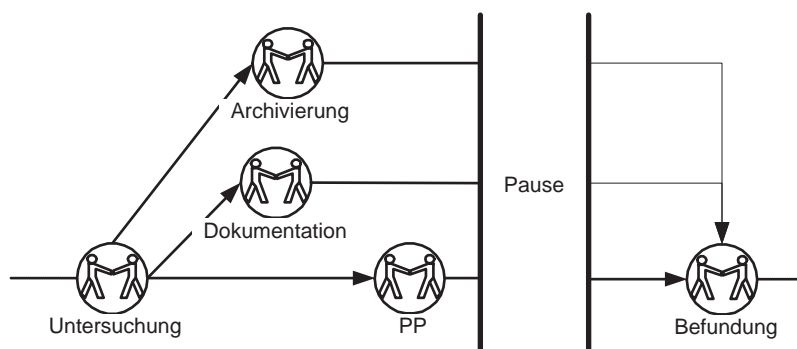 Archivierung
Pause
Dokumentation
Untersuchung
PP
Befundung